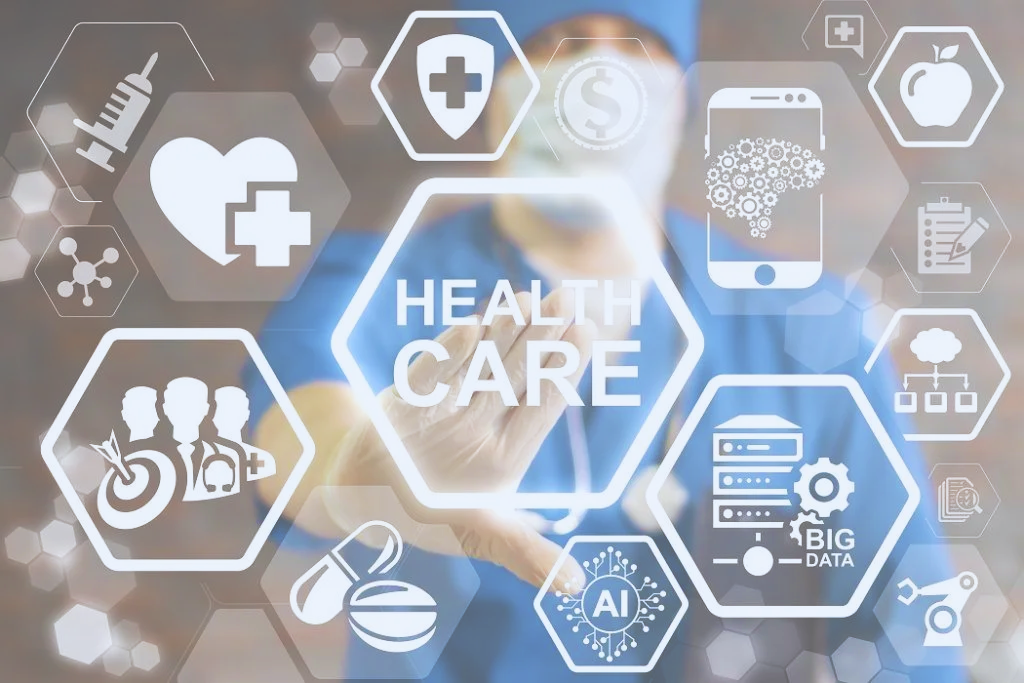 $
HEALTH
CARE
BIG
DATA
AI